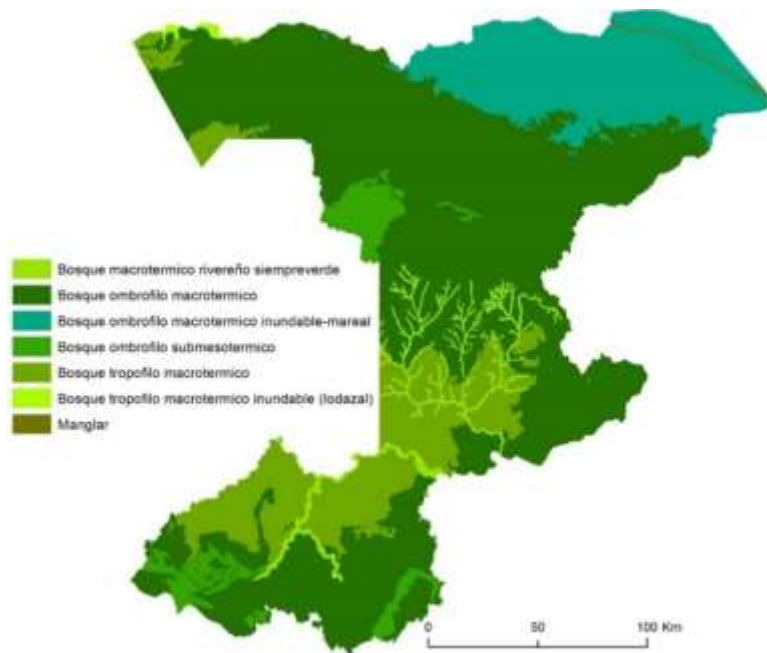 Bosque macrotermico rivereño siempreverde
Bosque ombrofilo macrotermico
Bosque ombrofilo macrotermico inundable-mareal
Bosque ombrofilo submesotermico
Bosque tropofilo macrotermico
Bosque tropofilo macrotermico inundable (lodazal)
Manglar
0 50 100 Km